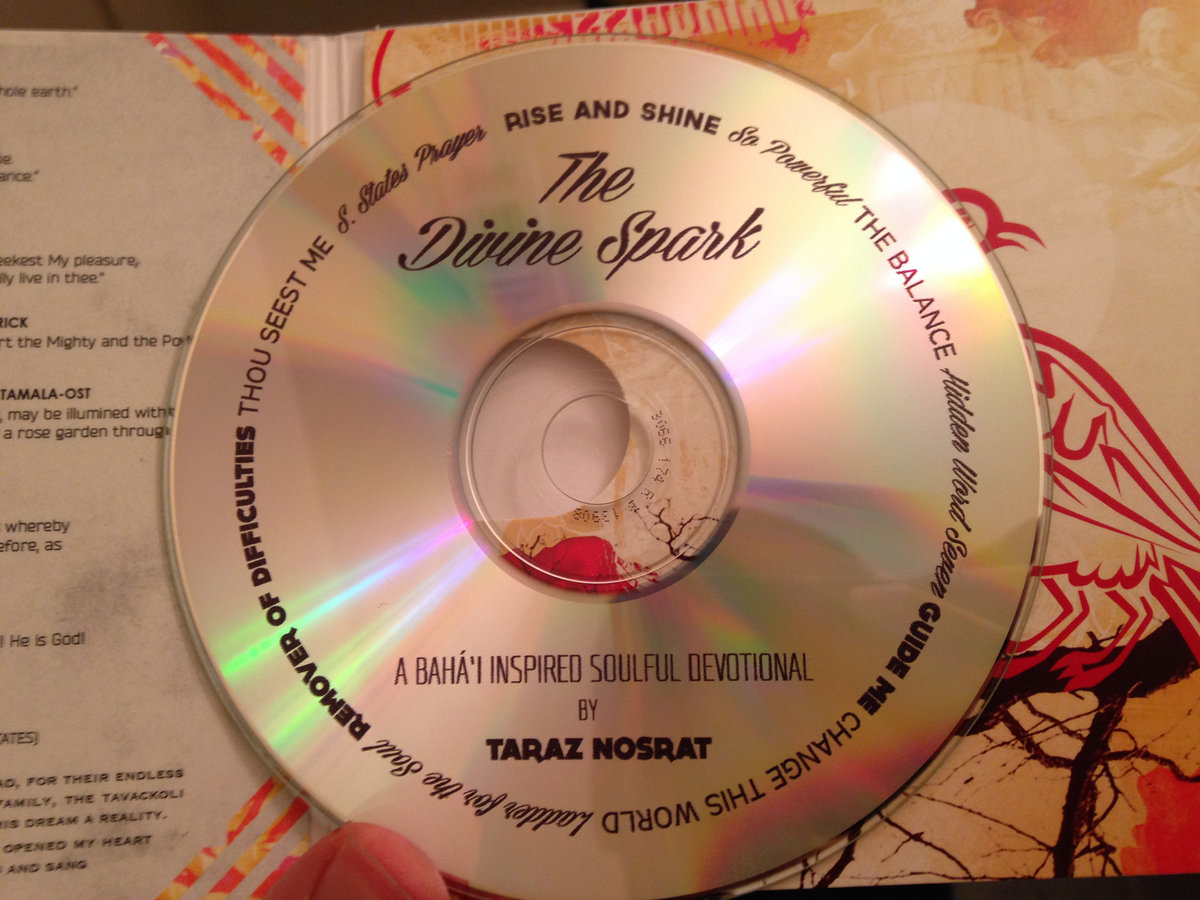 hole earth."
ance."
eekest My pleasure,
lly live in thee."
RICK
rt the Mighty and the Po
TAMALA-OST
may be illumined with
a rose garden throug
whereby
efore, as
! He is God!
TATES)
AD, FOR THEIR ENDLESS
FAMILY, THE TAVACKOLI
HIS DREAM A REALITY.
OPENED MY HEART
AND SANG
The
Divine Spark
RISE AND SHINE
So Powerful
THE BALANCE
Hidden Word Seven
GUIDE ME
CHANGE THIS WORLD
Ladder for the Soul
REMOVER OF DIFFICULTIES
THOU SEEST ME
S. States Prayer
A BAHÁ'I INSPIRED SOULFUL DEVOTIONAL
BY
TARAZ NOSRAT